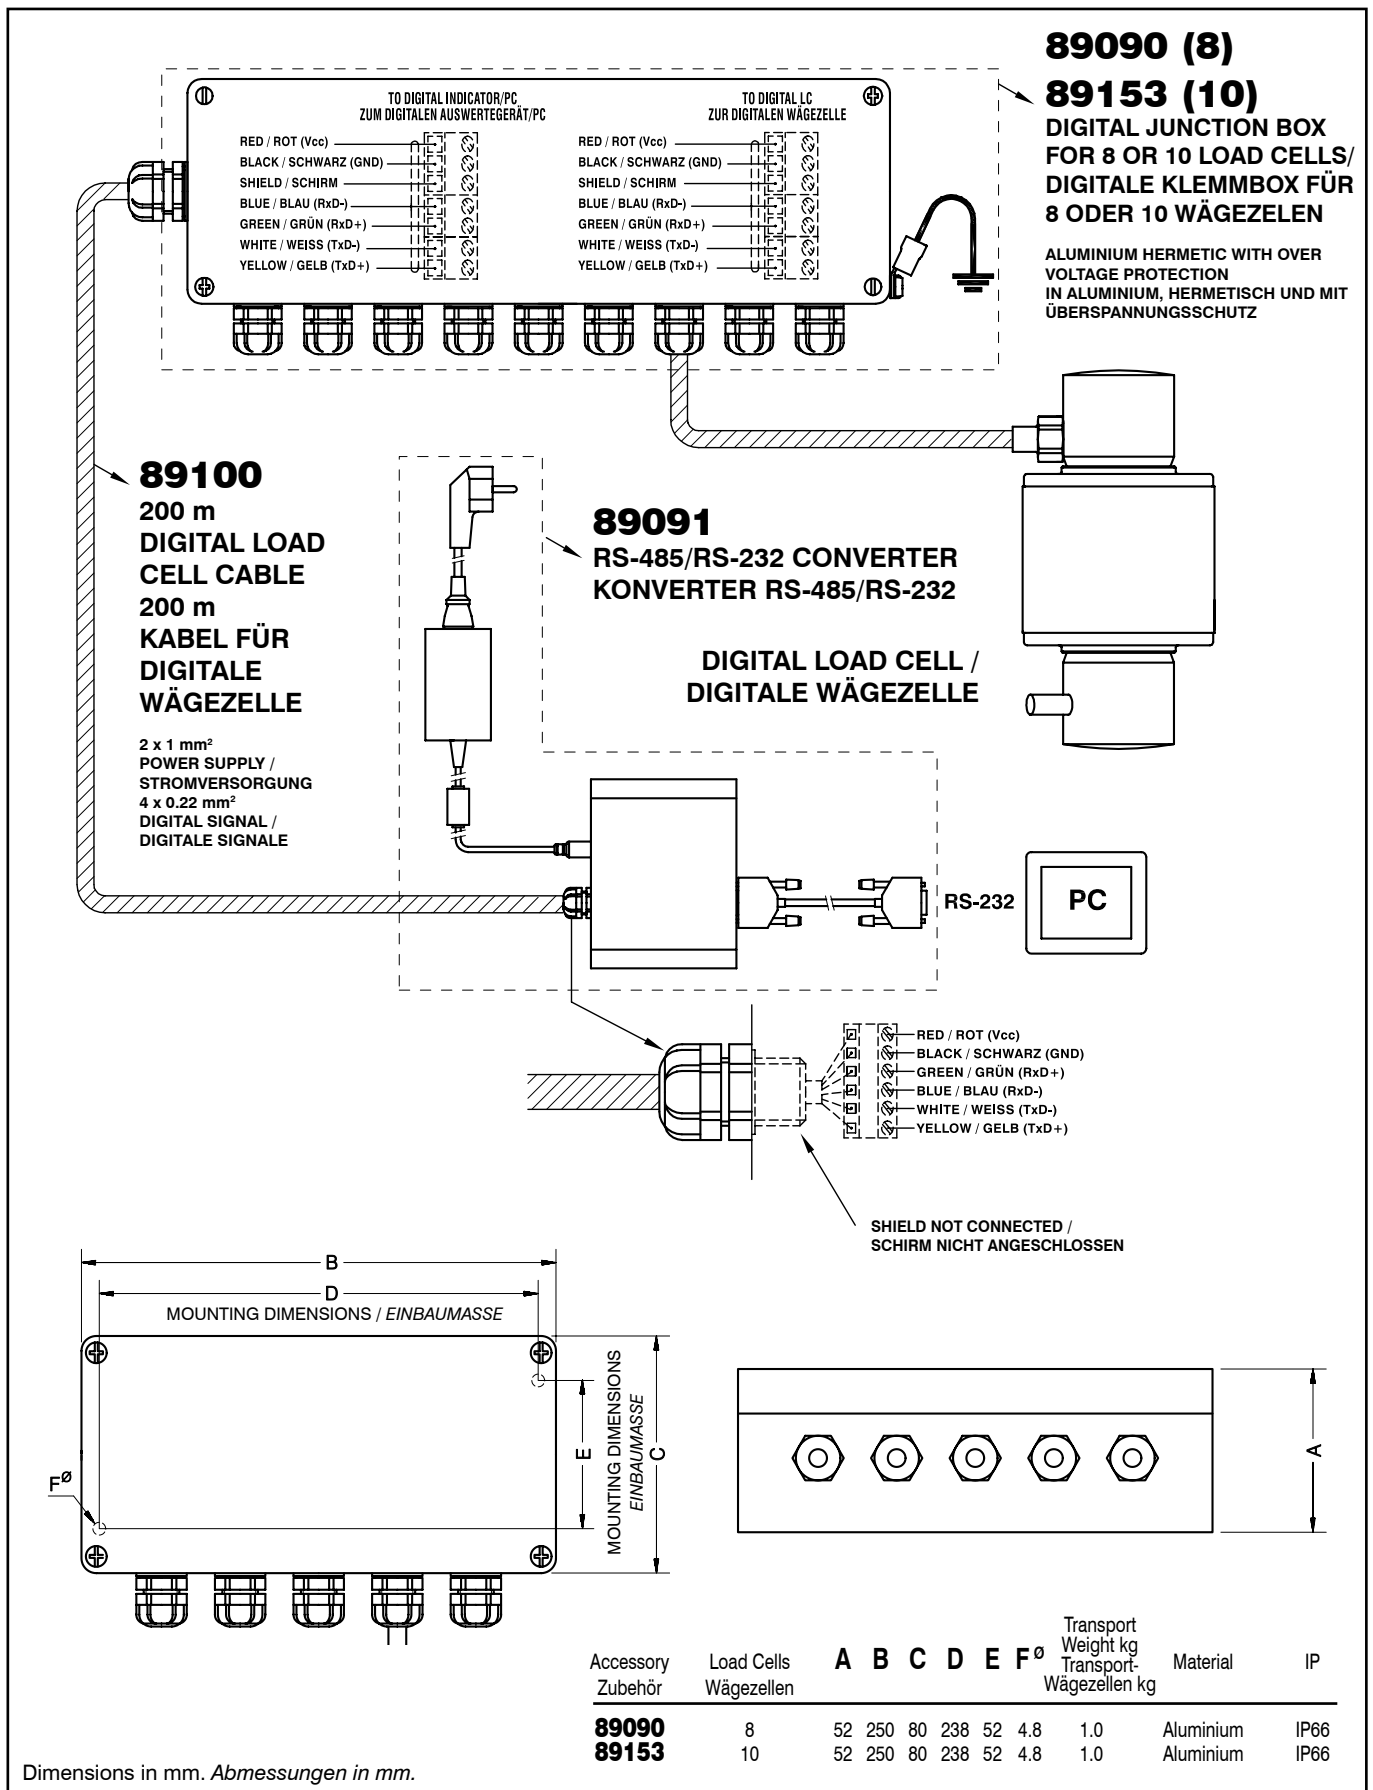 89090 (8)
89153 (10)
DIGITAL JUNCTION BOX
FOR 8 OR 10 LOAD CELLS/
DIGITALE KLEMMBOX FÜR
8 ODER 10 WÄGEZELEN
ALUMINIUM HERMETIC WITH OVER
VOLTAGE PROTECTION
IN ALUMINIUM, HERMETISCH UND MIT
ÜBERSPANNUNGSSCHUTZ
TO DIGITAL INDICATOR/PC
ZUM DIGITALEN AUSWERTEGERÄT/PC
RED / ROT (Vcc)
BLACK / SCHWARZ (GND)
SHIELD / SCHIRM
BLUE / BLAU (RxD-)
GREEN / GRÜN (RxD+)
WHITE / WEISS (TxD-)
YELLOW / GELB (TxD+)
TO DIGITAL LC
ZUR DIGITALEN WÄGEZELLE
RED / ROT (Vcc)
BLACK / SCHWARZ (GND)
SHIELD / SCHIRM
BLUE / BLAU (RxD-)
GREEN / GRÜN (RxD+)
WHITE / WEISS (TxD-)
YELLOW / GELB (TxD+)
89100
200 m
DIGITAL LOAD
CELL CABLE
200 m
KABEL FÜR
DIGITALE
WÄGEZELLE
2 x 1 mm²
POWER SUPPLY /
STROMVERSORGUNG
4 x 0.22 mm²
DIGITAL SIGNAL /
DIGITALE SIGNALE
89091
RS-485/RS-232 CONVERTER
KONVERTER RS-485/RS-232
DIGITAL LOAD CELL /
DIGITALE WÄGEZELLE
RS-232
PC
RED / ROT (Vcc)
BLACK / SCHWARZ (GND)
GREEN / GRÜN (RxD+)
BLUE / BLAU (RxD-)
WHITE / WEISS (TxD-)
YELLOW / GELB (TxD+)
SHIELD NOT CONNECTED /
SCHIRM NICHT ANGESCHLOSSEN
B
D
MOUNTING DIMENSIONS / EINBAUMASSE
MOUNTING DIMENSIONS
EINBAUMASSE
E
C
FØ
A
Accessory Load Cells A B C D E FØ Transport Weight kg Material IP
Zubehör Wägezellen Transport-Wägezellen kg
89090 8 52 250 80 238 52 4.8 1.0 Aluminium IP66
89153 10 52 250 80 238 52 4.8 1.0 Aluminium IP66
Dimensions in mm. Abmessungen in mm.